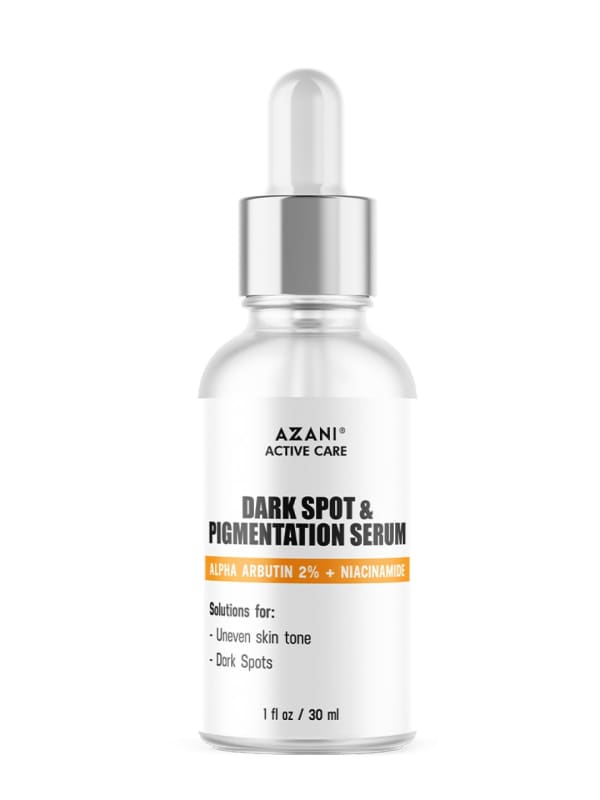 AZANI®
ACTIVE CARE
DARK SPOT &
PIGMENTATION SERUM
ALPHA ARBUTIN 2% + NIACINAMIDE
Solutions for:
- Uneven skin tone
- Dark Spots
1 fl oz / 30 ml